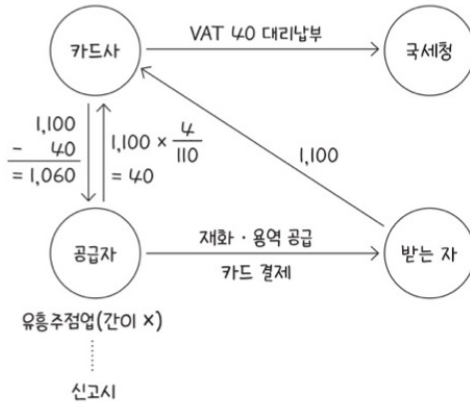 VAT 40 대리납부
카드사
국세청
1,100
- 40
= 1,060
1,100 × 4/110
= 40
1,100
공급자
재화 · 용역 공급
카드 결제
받는 자
유흥주점업(간이 X)
신고시